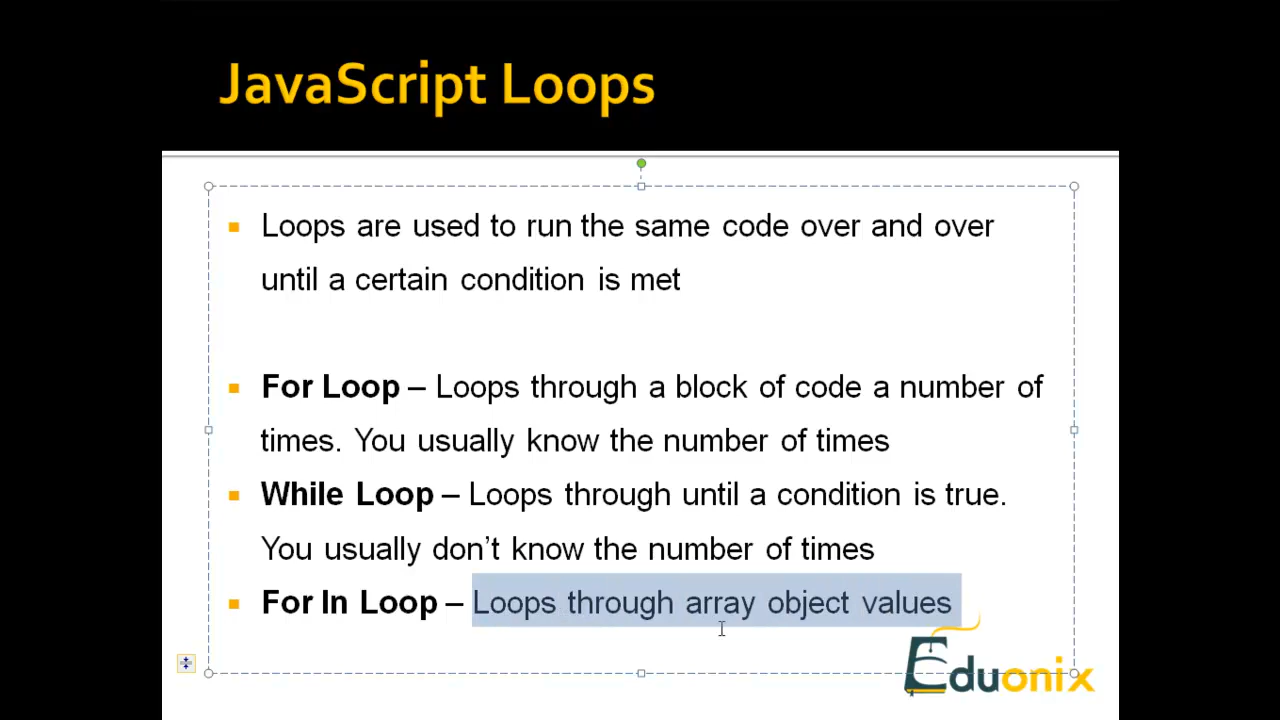 JavaScript Loops
Loops are used to run the same code over and over
until a certain condition is met
For Loop – Loops through a block of code a number of
times. You usually know the number of times
While Loop – Loops through until a condition is true.
You usually don't know the number of times
For In Loop – Loops through array object values
Eduonix